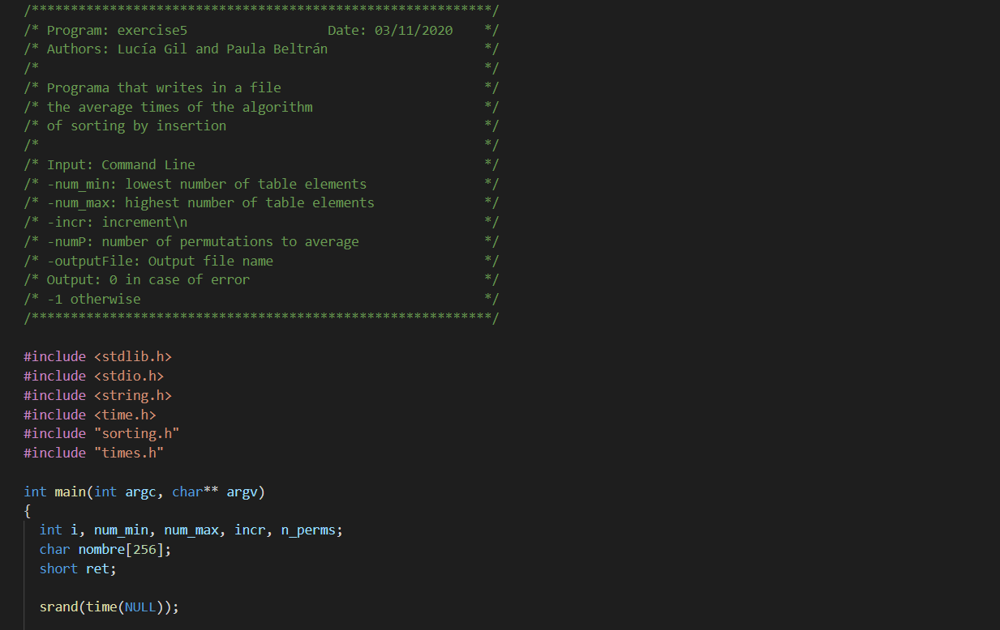 /***********************************************************/
/* Program: exercise5                  Date: 03/11/2020    */
/* Authors: Lucía Gil and Paula Beltrán                    */
/*                                                         */
/* Programa that writes in a file                          */
/* the average times of the algorithm                      */
/* of sorting by insertion                                 */
/*                                                         */
/* Input: Command Line                                     */
/* -num_min: lowest number of table elements               */
/* -num_max: highest number of table elements              */
/* -incr: increment\n                                      */
/* -numP: number of permutations to average                */
/* -outputFile: Output file name                           */
/* Output: 0 in case of error                              */
/* -1 otherwise                                            */
/***********************************************************/
#include <stdlib.h>
#include <stdio.h>
#include <string.h>
#include <time.h>
#include "sorting.h"
#include "times.h"
int main(int argc, char** argv)
{
  int i, num_min, num_max, incr, n_perms;
  char nombre[256];
  short ret;
  srand(time(NULL));